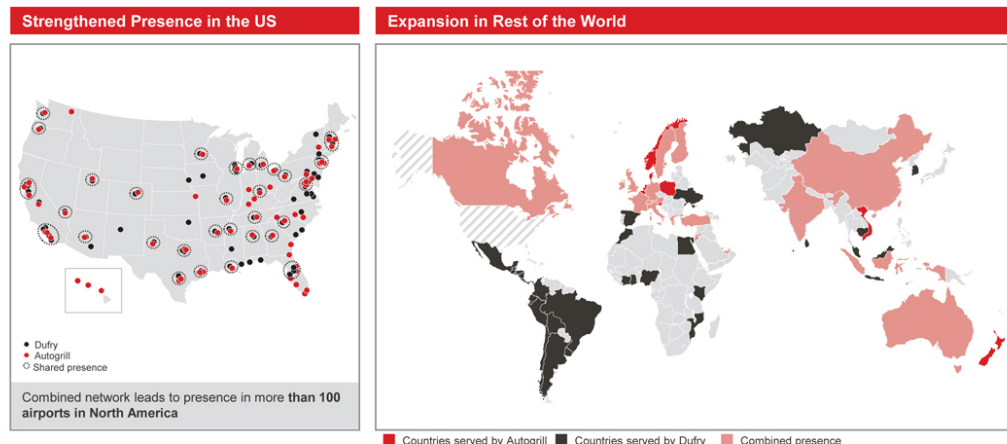 Strengthened Presence in the US
Expansion in Rest of the World
Dufry
Autogrill
Shared presence
Combined network leads to presence in more than 100
airports in North America
Countries served by Autogrill
Countries served by Dufry
Combined presence